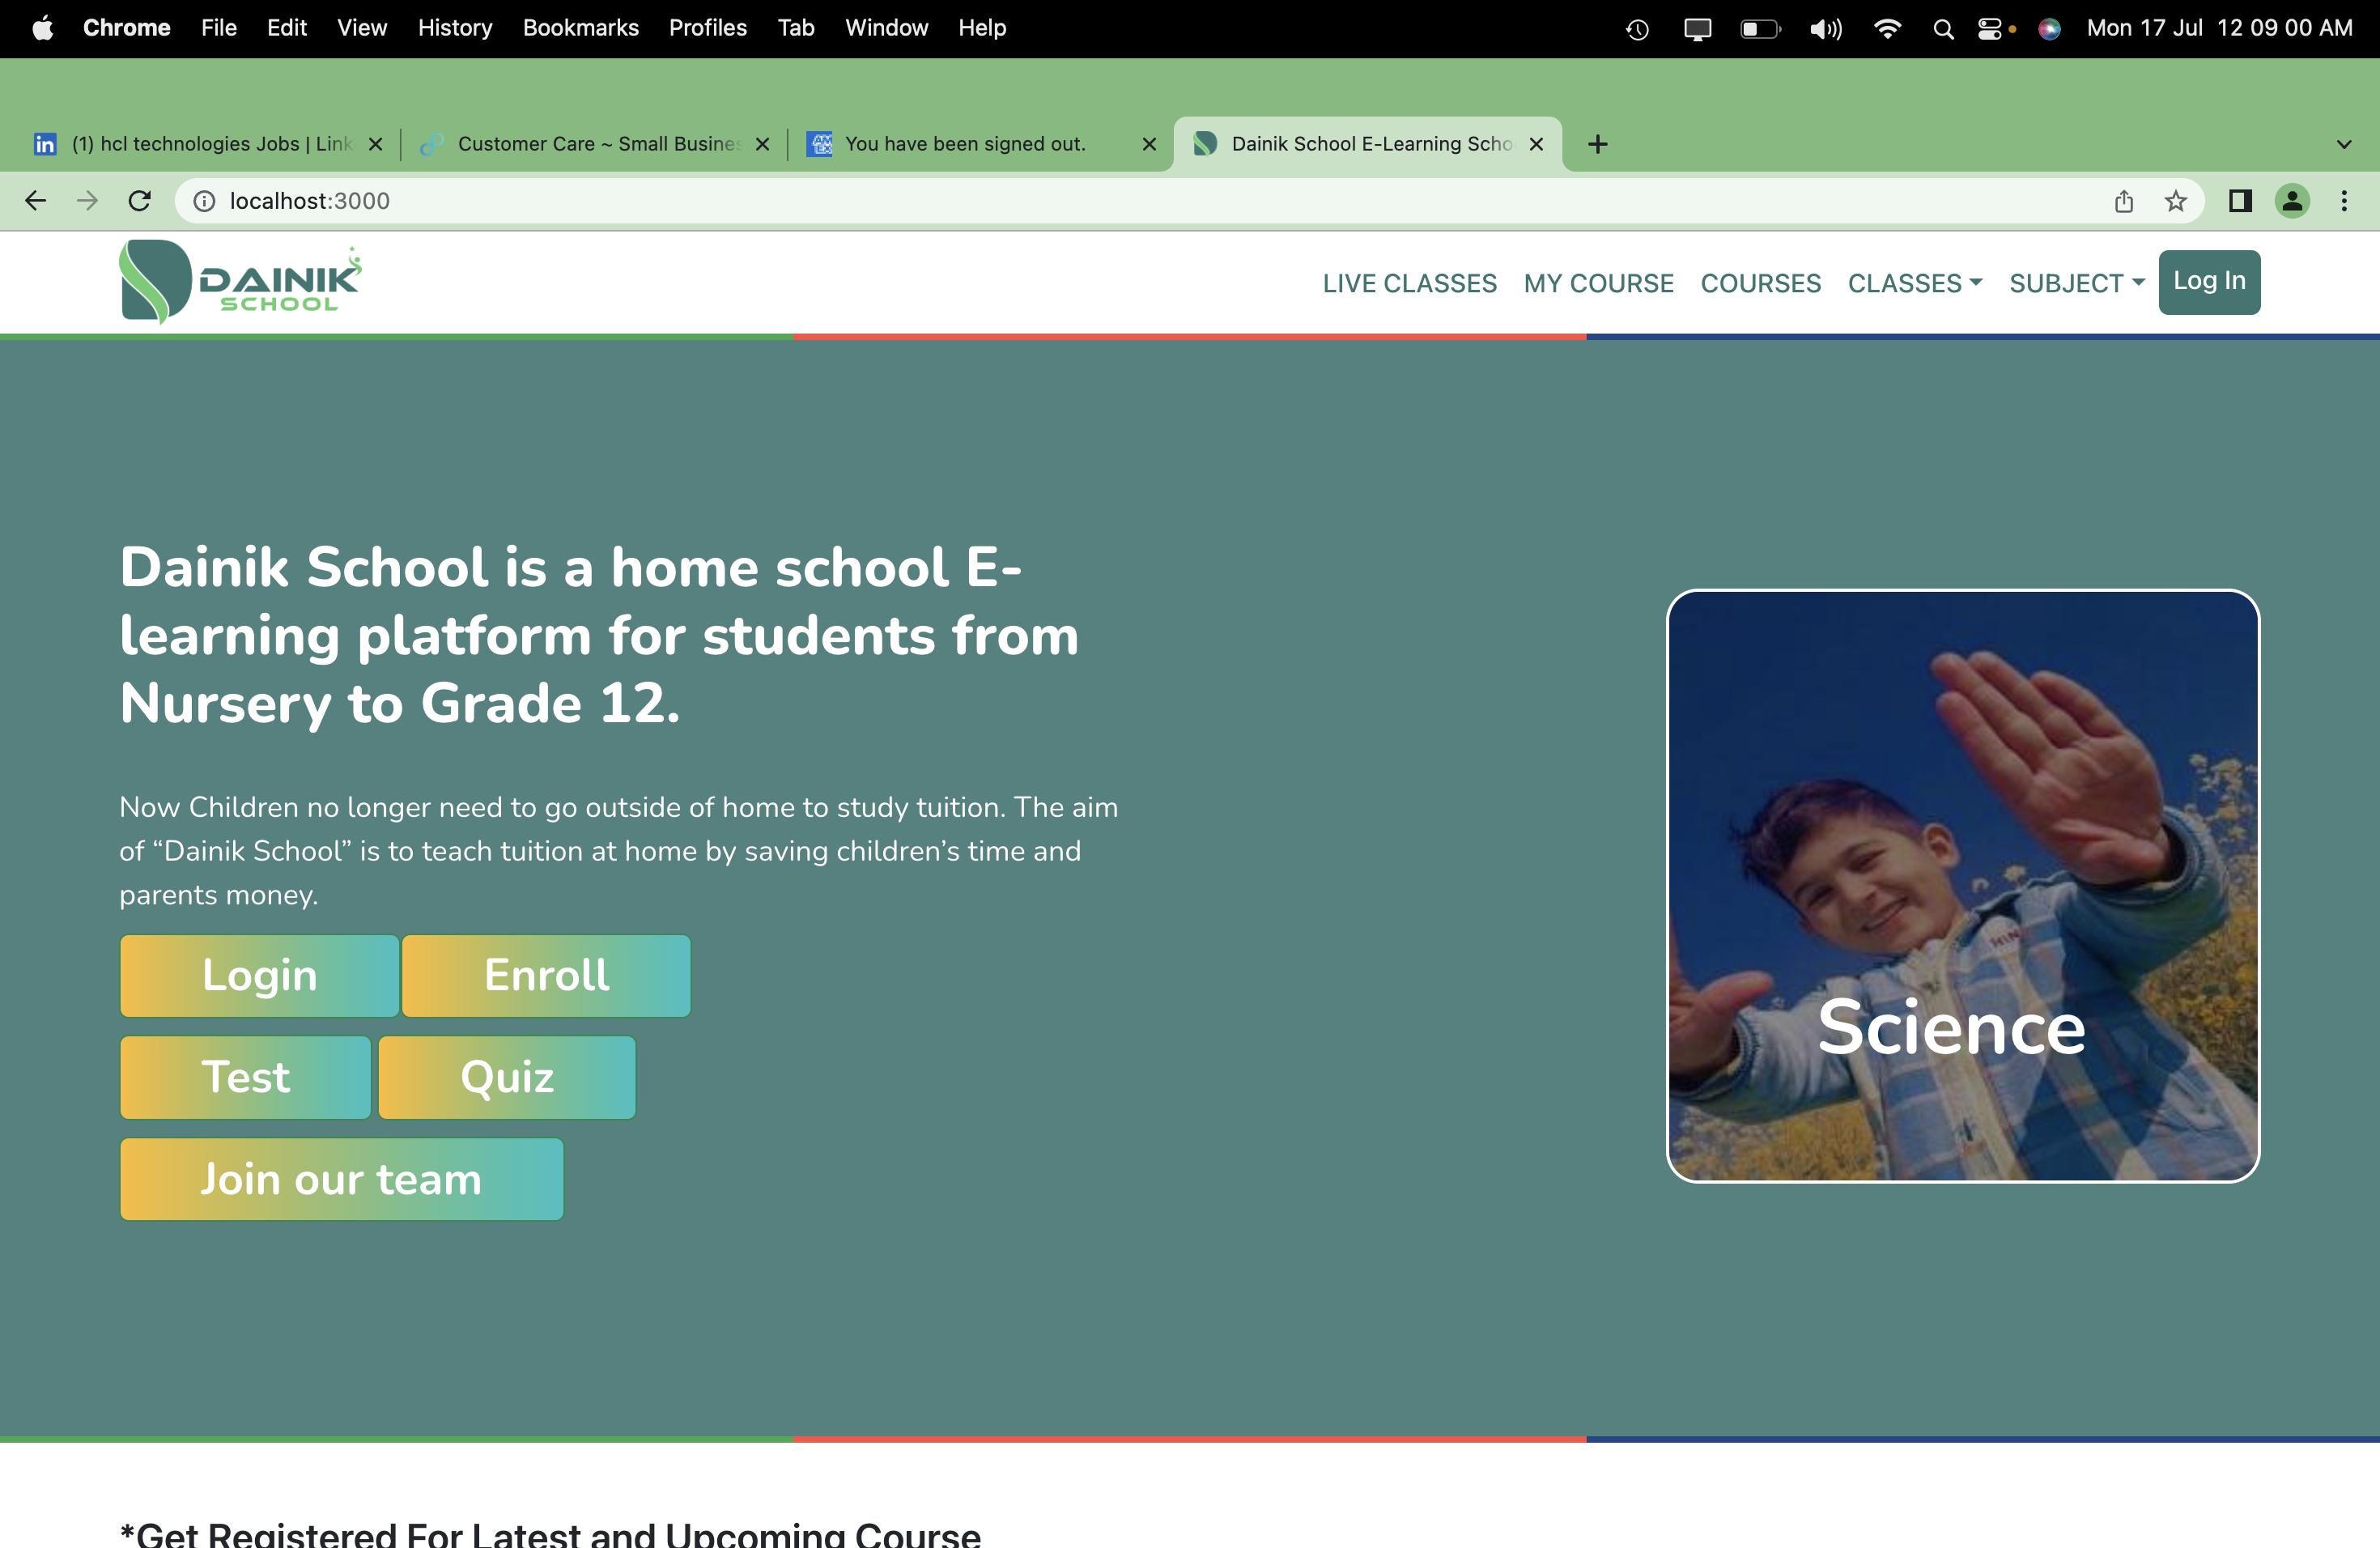 Chrome File Edit View History Bookmarks Profiles Tab Window Help Mon 17 Jul 12 09 00 AM
(1) hcl technologies Jobs | Link Customer Care ~ Small Busines You have been signed out. Dainik School E-Learning Scho
localhost:3000
DAINIK
SCHOOL
LIVE CLASSES MY COURSE COURSES CLASSES SUBJECT Log In
Dainik School is a home school E-
learning platform for students from
Nursery to Grade 12.
Now Children no longer need to go outside of home to study tuition. The aim
of “Dainik School” is to teach tuition at home by saving children’s time and
parents money.
Login Enroll
Test Quiz
Join our team
Science
*Get Registered For Latest and Upcoming Course